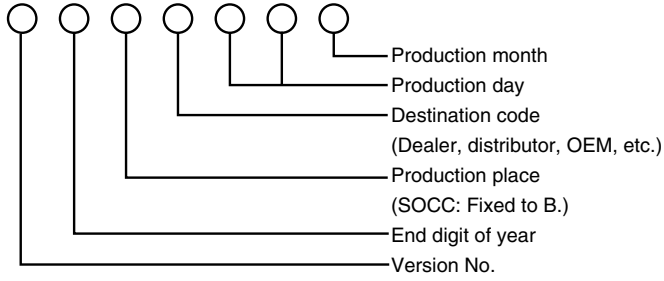 Production month
Production day
Destination code
(Dealer, distributor, OEM, etc.)
Production place
(SOCC: Fixed to B.)
End digit of year
Version No.